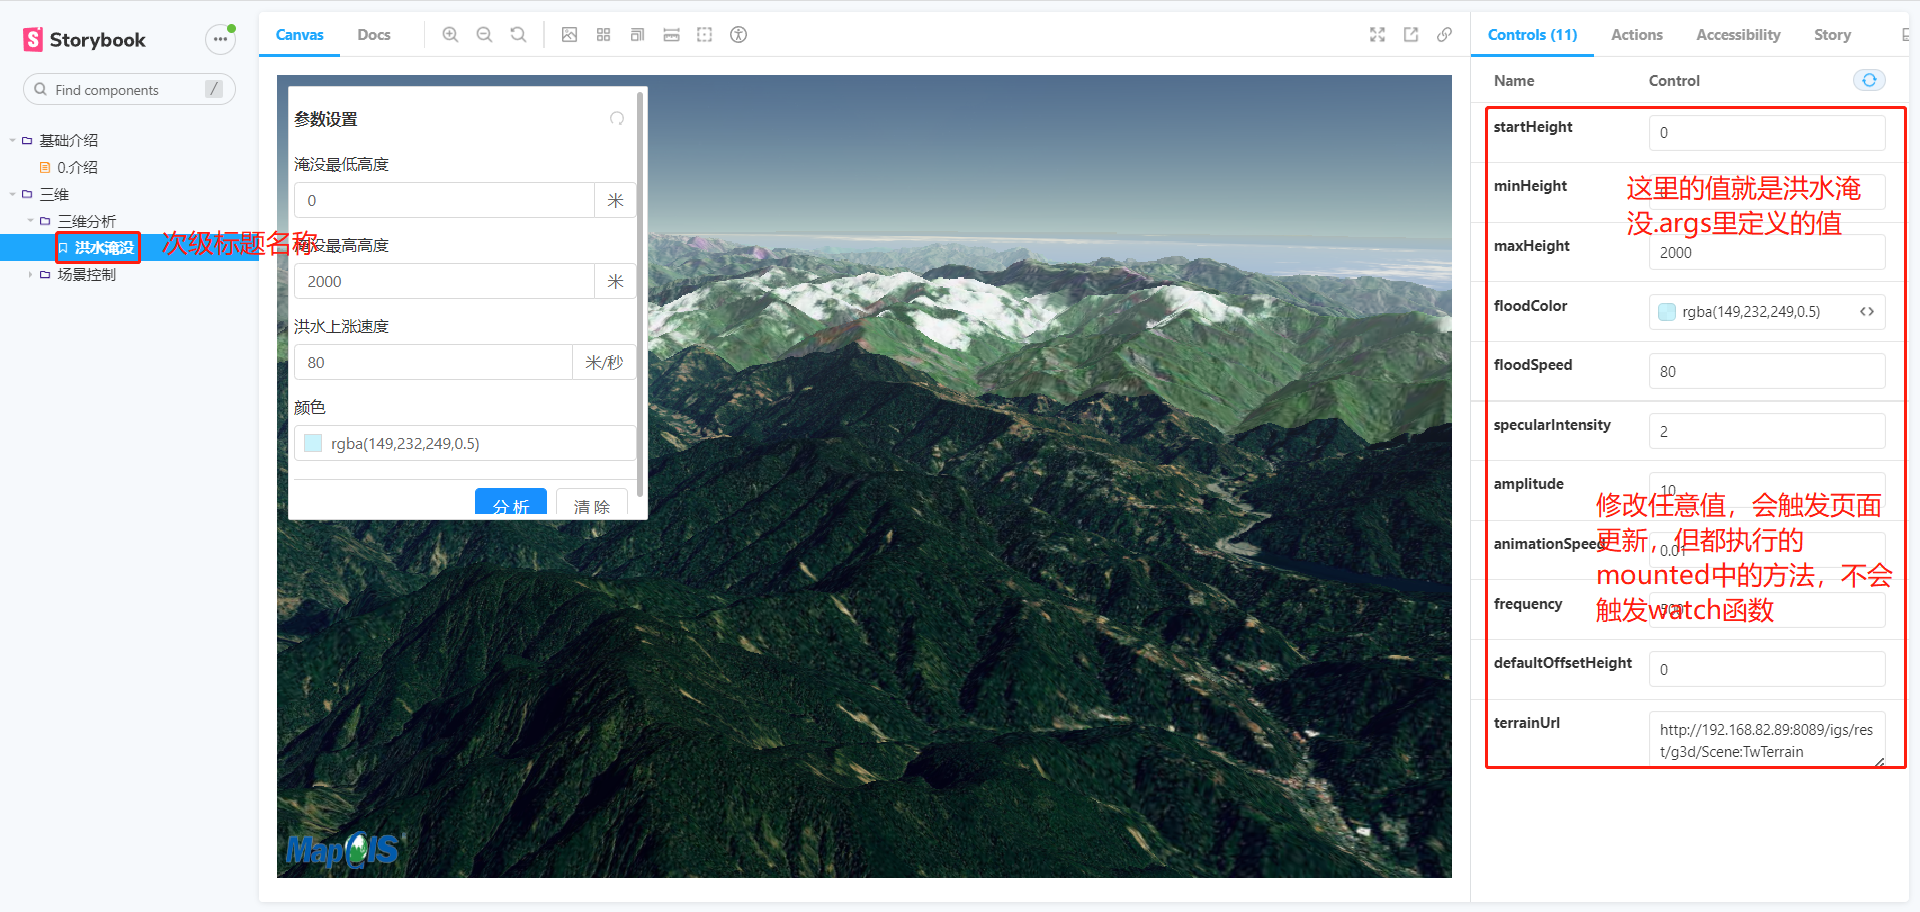 Storybook
Find components
/
基础介绍
0.介绍
三维
三维分析
洪水淹没
次级标题名称
场景控制
Canvas
Docs
参数设置
淹没最低高度
0
米
淹没最高高度
2000
米
洪水上涨速度
80
米/秒
颜色
rgba(149,232,249,0.5)
分 析
清 除
MapGIS
Controls (11)
Actions
Accessibility
Story
Name
Control
startHeight
0
minHeight
这里的值就是洪水淹
没.args里定义的值
maxHeight
2000
floodColor
rgba(149,232,249,0.5)
floodSpeed
80
specularIntensity
2
amplitude
10
修改任意值，会触发页面
更新，但都执行的
mounted中的方法，不会
触发watch函数
animationSpeed
0.01
frequency
500
defaultOffsetHeight
0
terrainUrl
http://192.168.82.89:8089/igs/res
t/g3d/Scene:TwTerrain